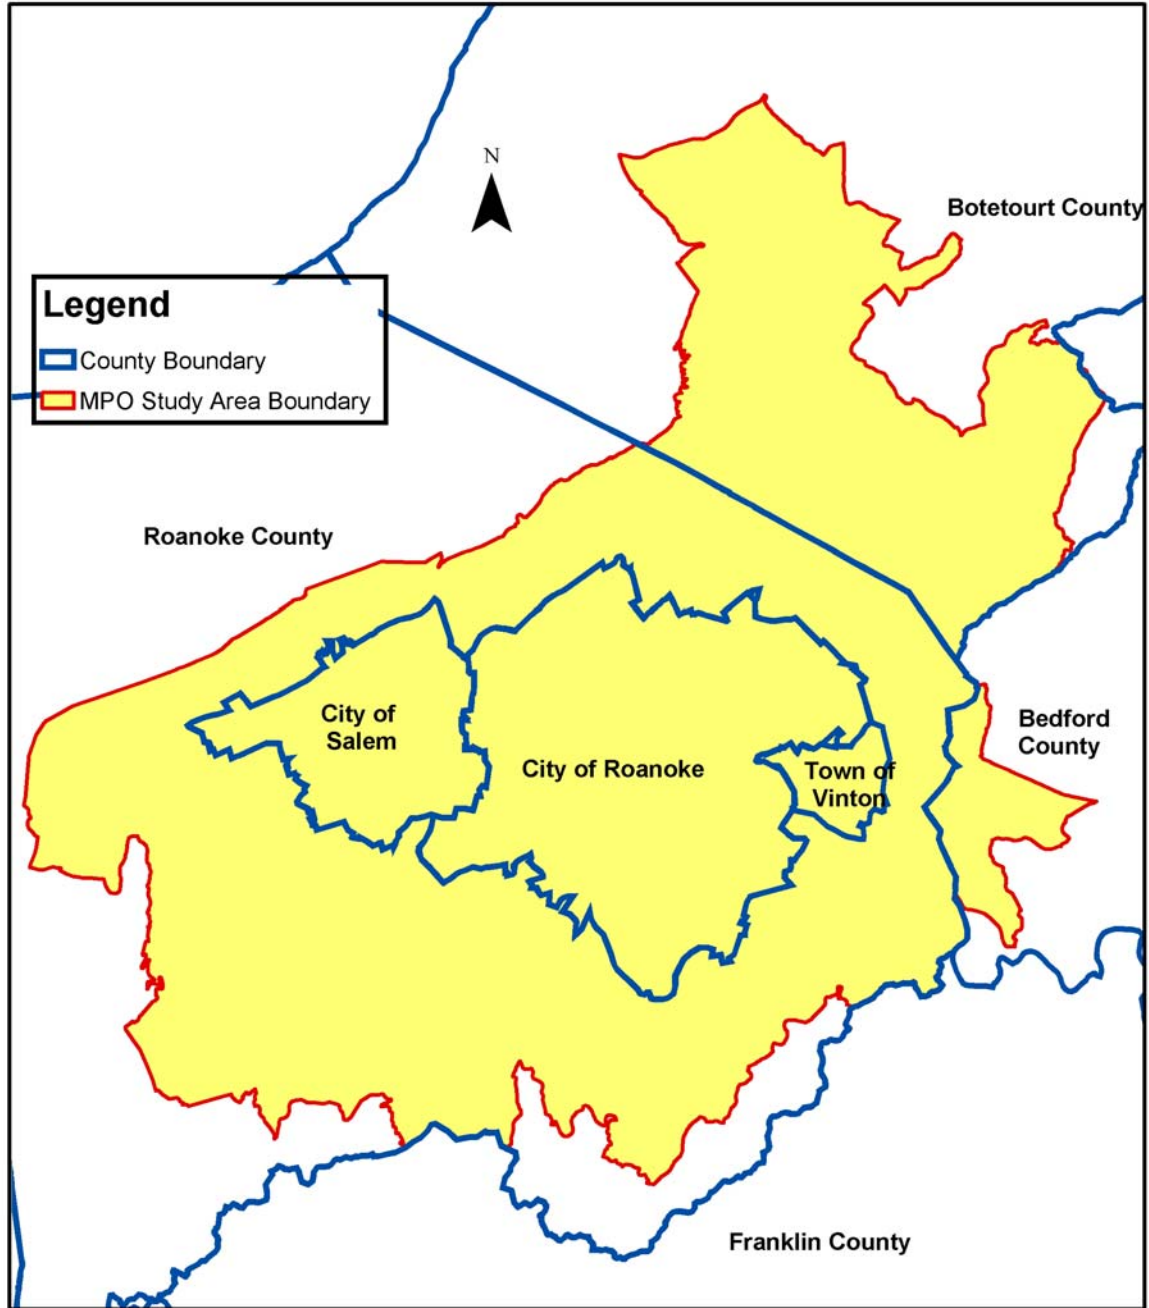 N
Botetourt County
Legend
County Boundary
MPO Study Area Boundary
Roanoke County
City of
Salem
Bedford
County
City of Roanoke
Town of
Vinton
Franklin County